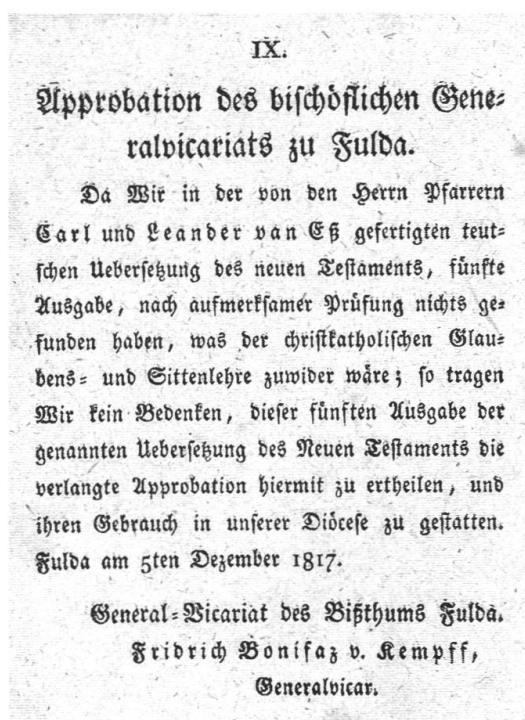 IX.
Approbation des bischöflichen Gene-
ralvicariats zu Fulda.
Da Wir in der von den Herrn Pfarrern
Carl und Leander van Eß gefertigten teut-
schen Uebersetzung des neuen Testaments, fünfte
Ausgabe, nach aufmerksamer Prüfung nichts ge-
funden haben, was der christkatholischen Glau-
bens- und Sittenlehre zuwider wäre; so tragen
Wir kein Bedenken, dieser fünften Ausgabe der
genannten Uebersetzung des Neuen Testaments die
verlangte Approbation hiermit zu ertheilen, und
ihren Gebrauch in unserer Diöcese zu gestatten.
Fulda am 5ten Dezember 1817.
General-Vicariat des Bißthums Fulda.
Fridrich Bonifaz v. Kempff,
Generalvicar.